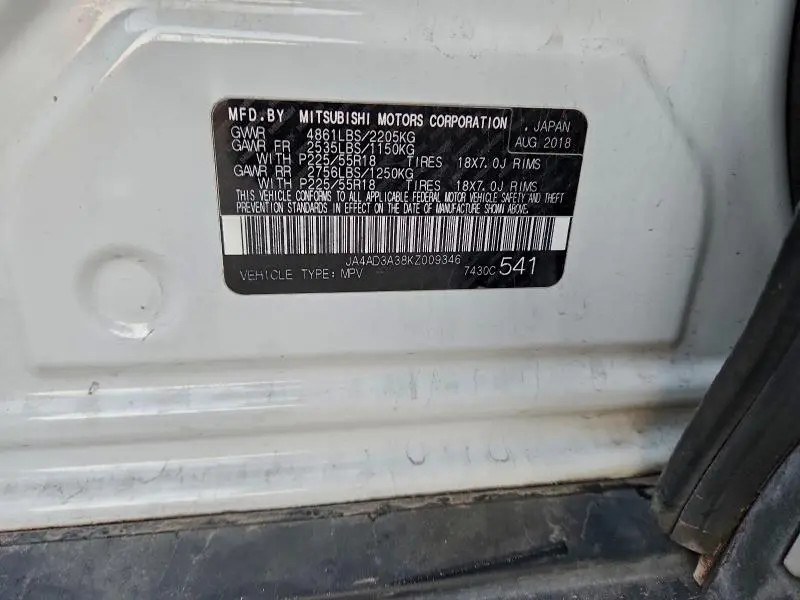 MFD.BY MITSUBISHI MOTORS CORPORATION
. JAPAN
AUG 2018
GWVR 4861LBS/2205KG
GAWR FR 2535LBS/1150KG
WITH P225/55R18 TIRES 18X7.0J RIMS
GAWR RR 2756LBS/1250KG
WITH P225/55R18 TIRES 18X7.0J RIMS
THIS VEHICLE CONFORMS TO ALL APPLICABLE FEDERAL MOTOR VEHICLE SAFETY AND THEFT
PREVENTION STANDARDS IN EFFECT ON THE DATE OF MANUFACTURE SHOWN ABOVE.
JA4AD3A38KZ009346
VEHICLE TYPE: MPV 7430C 541